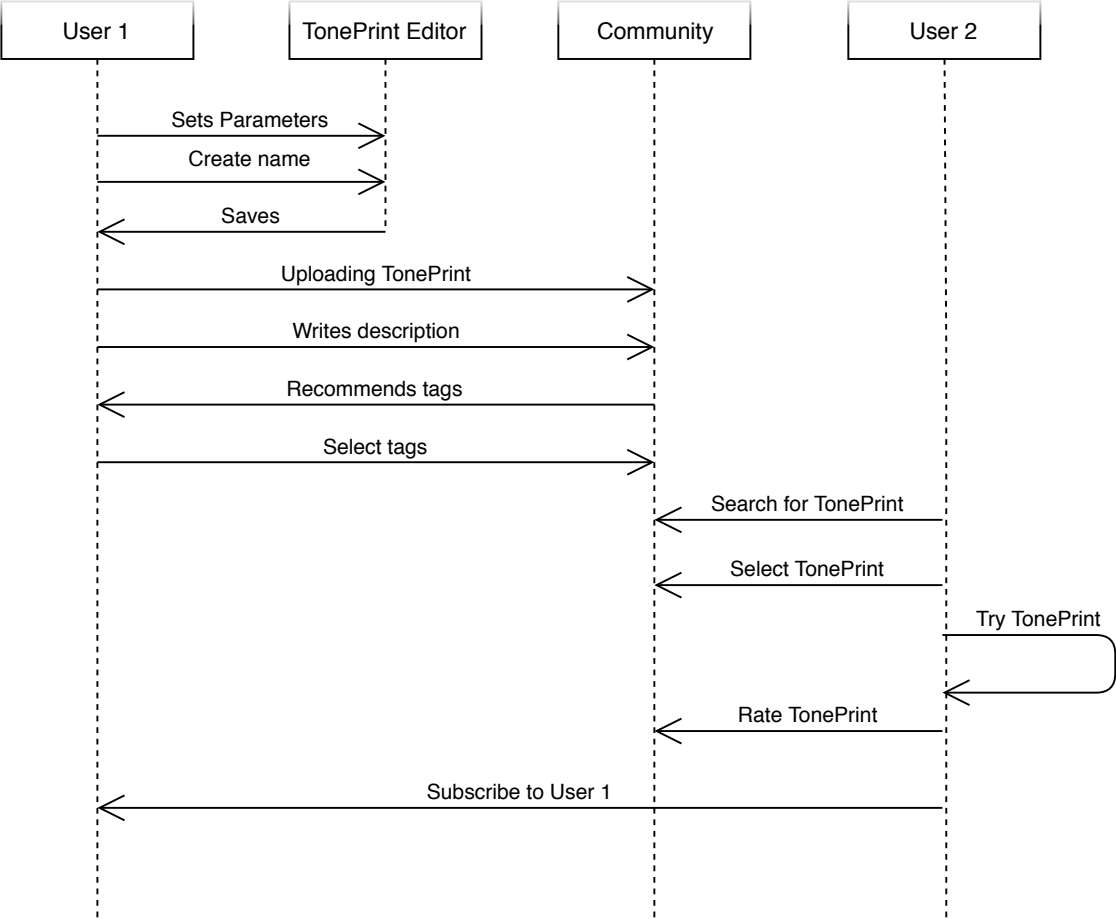 User 1
TonePrint Editor
Community
User 2
Sets Parameters
Create name
Saves
Uploading TonePrint
Writes description
Recommends tags
Select tags
Search for TonePrint
Select TonePrint
Try TonePrint
Rate TonePrint
Subscribe to User 1